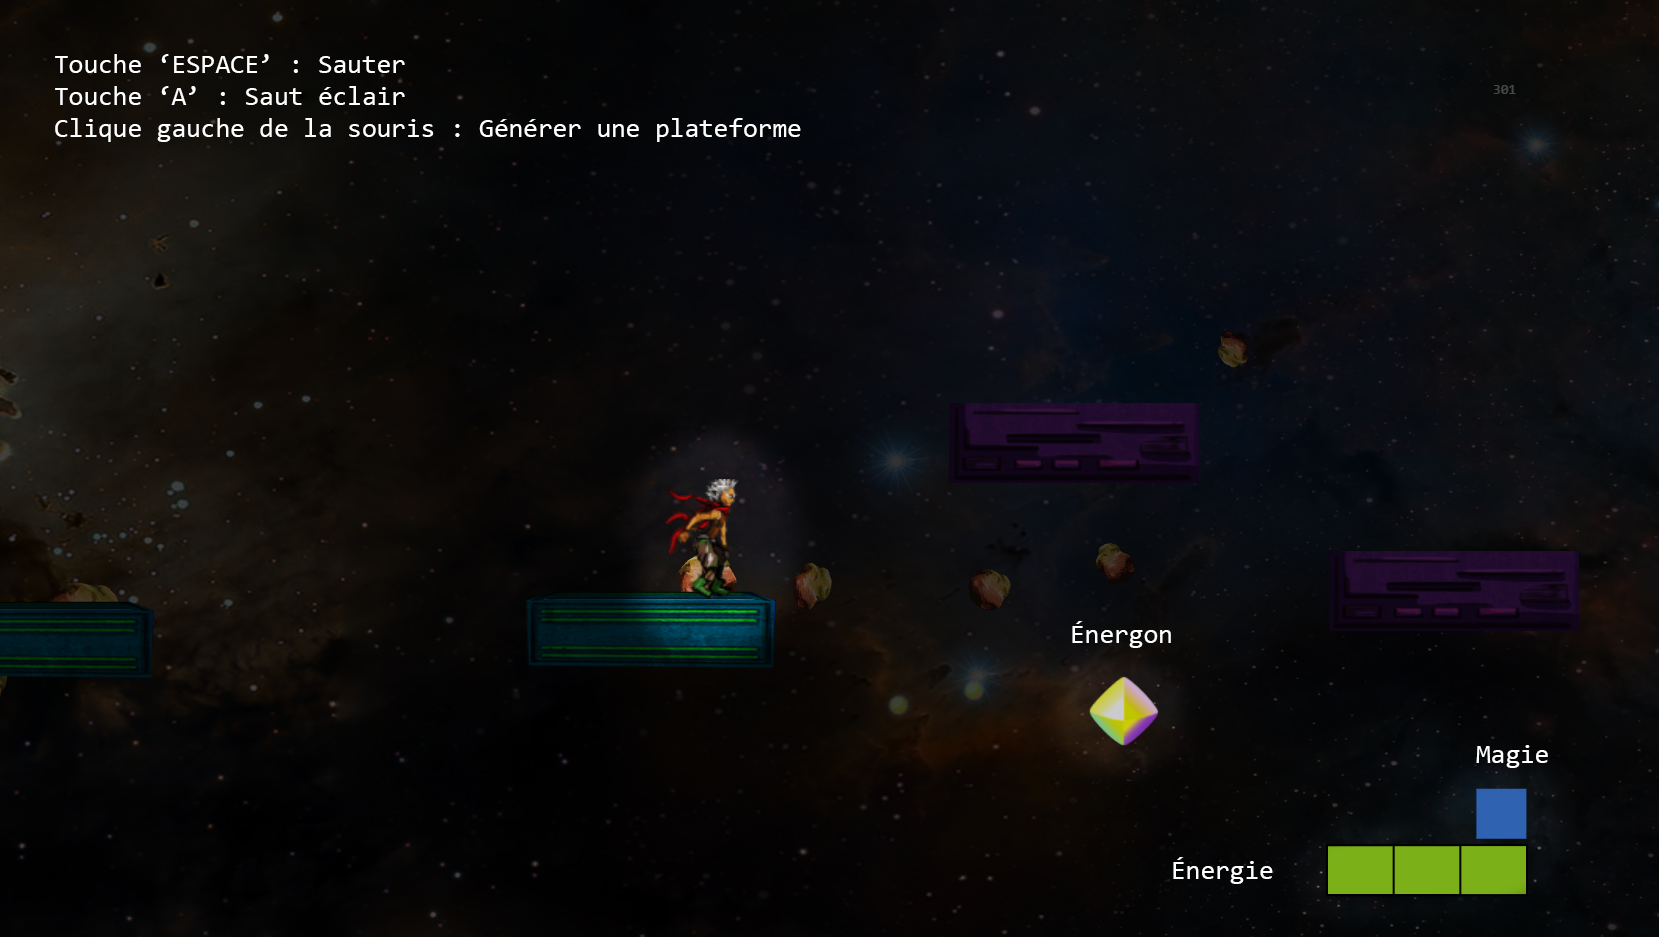 Touche ‘ESPACE’ : Sauter
Touche ‘A’ : Saut éclair
Clique gauche de la souris : Générer une plateforme
301
Énergon
Magie
Énergie